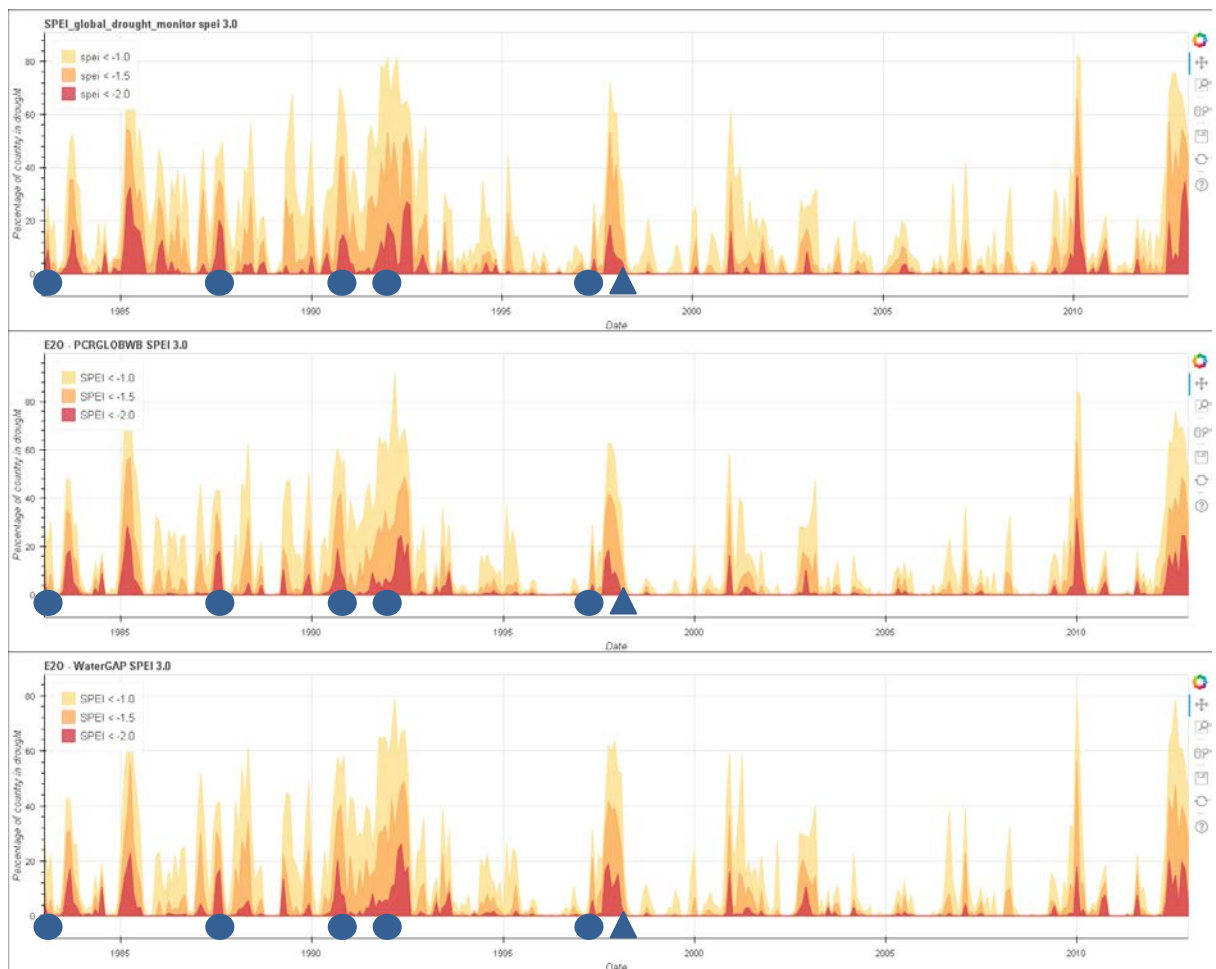 SPEI_global_drought_monitor spei 3.0
spei < -1.0
spei < -1.5
spei < -2.0
Percentage of country in drought
80
60
40
20
0
1985 1990 1995 2000 2005 2010
Date
E2O - PCRGLOBWB SPEI 3.0
SPEI < -1.0
SPEI < -1.5
SPEI < -2.0
Percentage of country in drought
80
60
40
20
0
1985 1990 1995 2000 2005 2010
Date
E2O - WaterGAP SPEI 3.0
SPEI < -1.0
SPEI < -1.5
SPEI < -2.0
Percentage of country in drought
80
60
40
20
0
1985 1990 1995 2000 2005 2010
Date